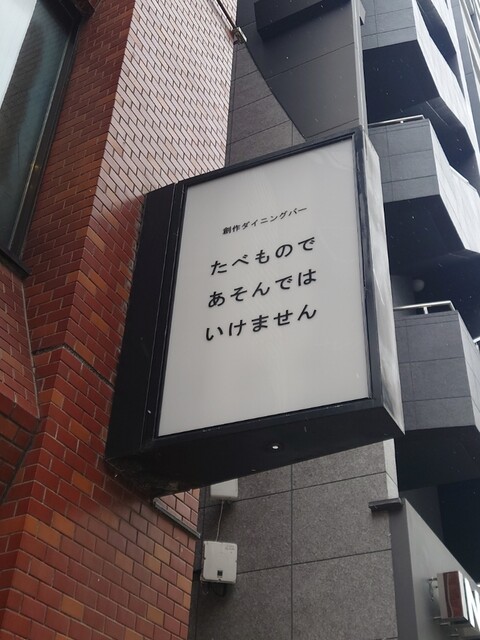 創作ダイニングバー
たべもので
あそんでは
いけません